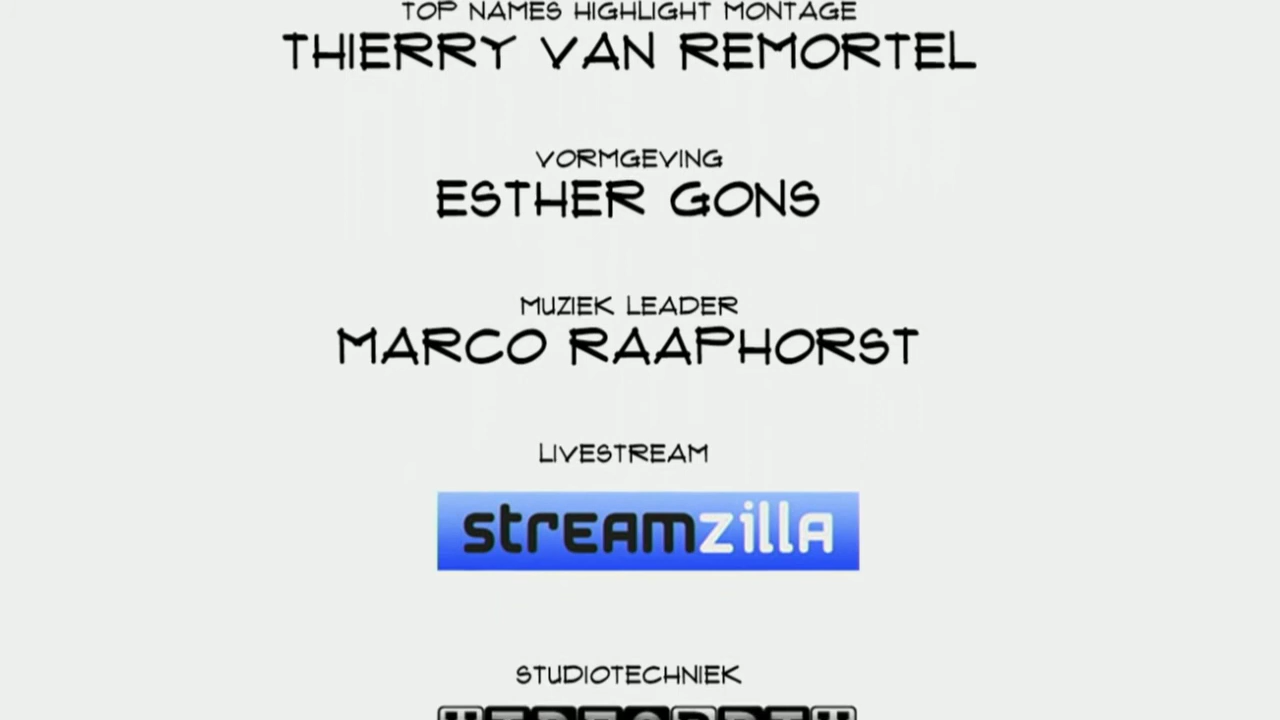 TOP NAMES HIGHLIGHT MONTAGE
THIERRY VAN REMORTEL
VORMGEVING
ESTHER GONS
MUZIEK LEADER
MARCO RAAPHORST
LIVESTREAM
streamzilla
STUDIOTECHNIEK